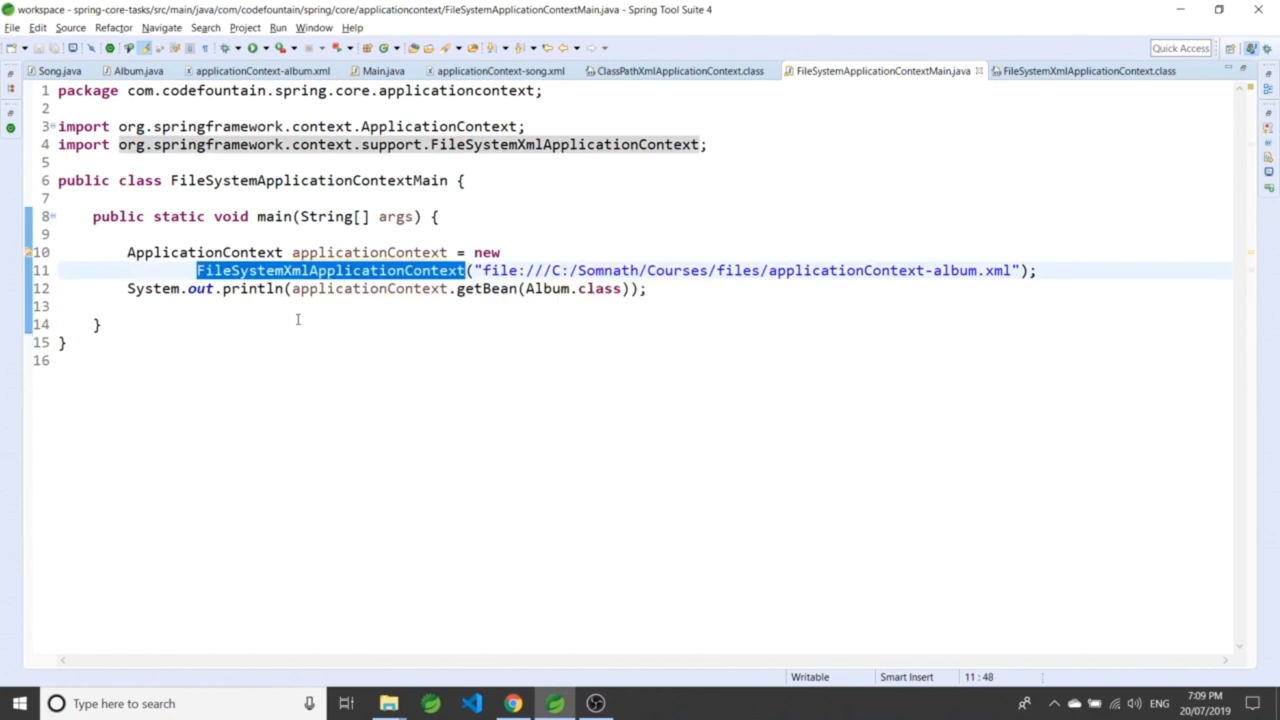 workspace - spring-core-tasks/src/main/java/com/codefountain/spring/core/applicationcontext/FileSystemApplicationContextMain.java - Spring Tool Suite 4
File Edit Source Refactor Navigate Search Project Run Window Help
Quick Access
Song.java Album.java applicationContext-album.xml Main.java applicationContext-song.xml ClassPathXmlApplicationContext.class FileSystemApplicationContextMain.java FileSystemXmlApplicationContext.class
1 package com.codefountain.spring.core.applicationcontext;
2
3 import org.springframework.context.ApplicationContext;
4 import org.springframework.context.support.FileSystemXmlApplicationContext;
5
6 public class FileSystemApplicationContextMain {
7
8 public static void main(String[] args) {
9
10 ApplicationContext applicationContext = new
11 FileSystemXmlApplicationContext("file:///C:/Somnath/Courses/files/applicationContext-album.xml");
12 System.out.println(applicationContext.getBean(Album.class));
13
14 }
15 }
16
Writable Smart Insert 11 : 48
Type here to search ENG 7:09 PM
20/07/2019